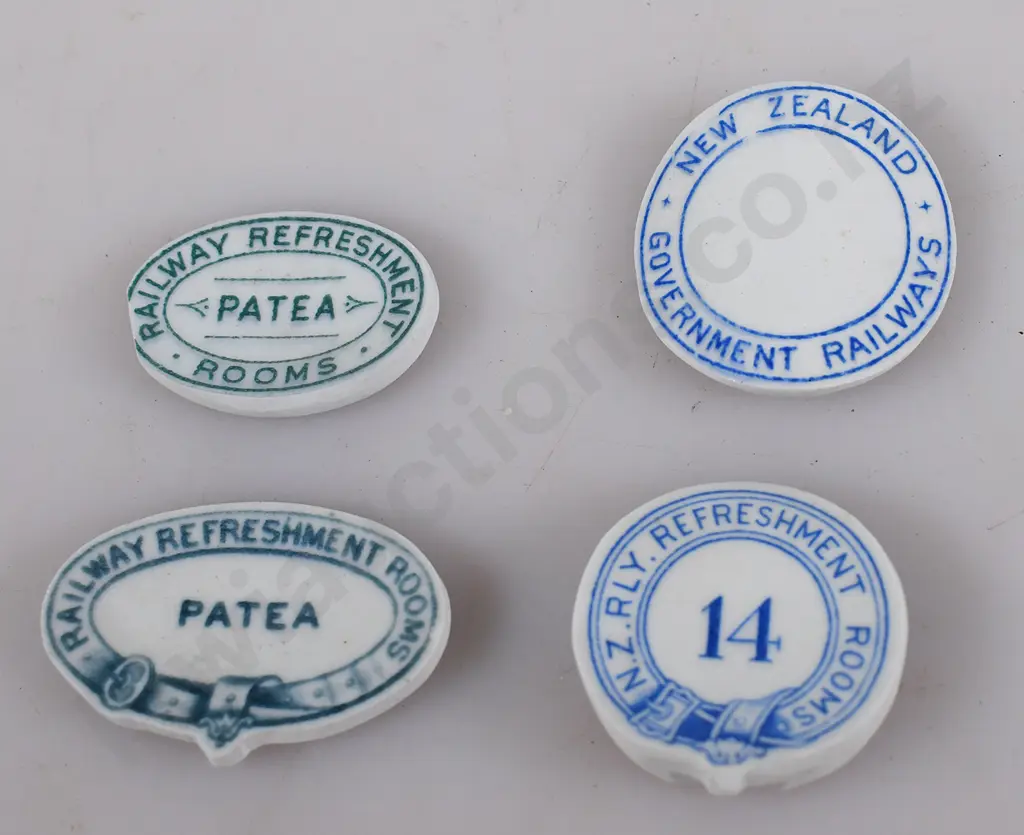 RAILWAY REFRESHMENT
PATEA
· ROOMS ·
NEW ZEALAND
GOVERNMENT RAILWAYS
RAILWAY REFRESHMENT ROOMS
PATEA
N.Z.RLY. REFRESHMENT ROOMS
14